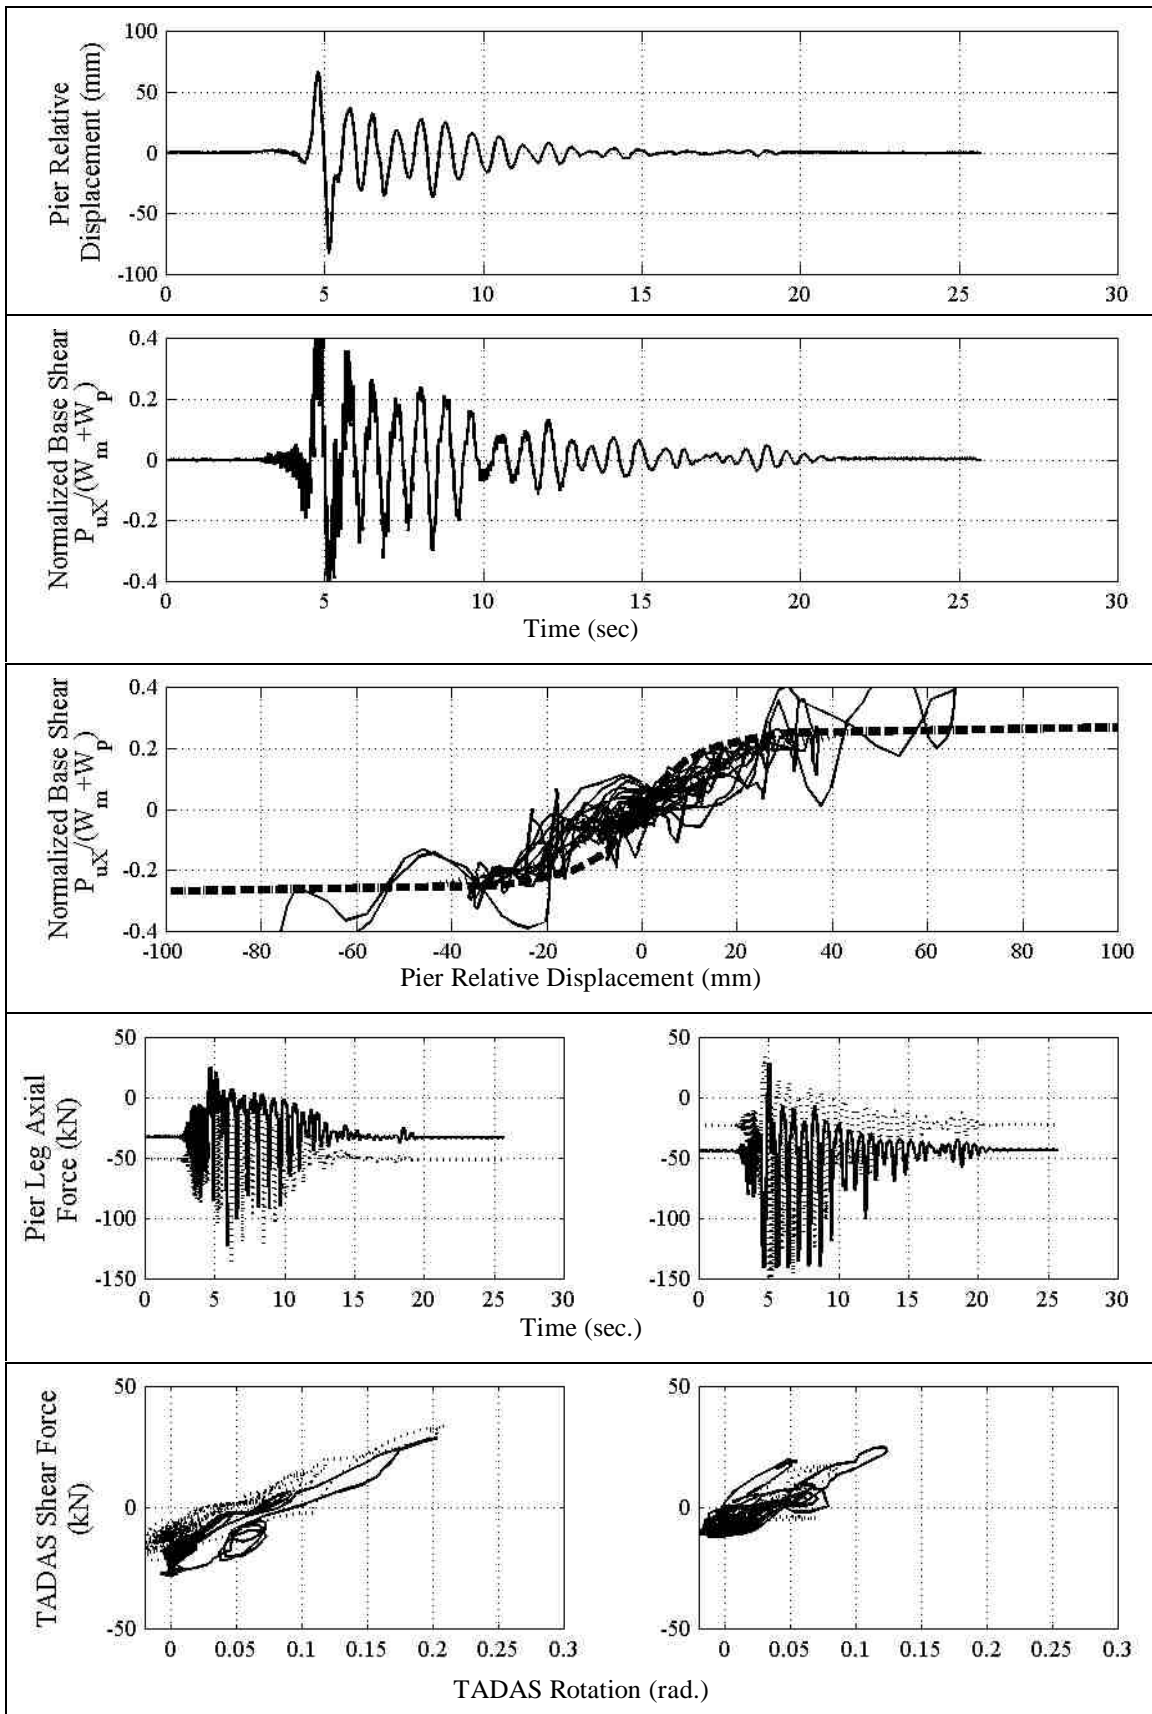 Pier Relative
Displacement (mm)
100
50
0
-50
-100
0 5 10 15 20 25 30
Normalized Base Shear
P_uX/(W_m+W_p)
0.4
0.2
0
-0.2
-0.4
0 5 10 15 20 25 30
Time (sec)
Normalized Base Shear
P_uX/(W_m+W_p)
0.4
0.2
0
-0.2
-0.4
-100 -80 -60 -40 -20 0 20 40 60 80 100
Pier Relative Displacement (mm)
Pier Leg Axial
Force (kN)
50
0
-50
-100
-150
0 5 10 15 20 25 30
50
0
-50
-100
-150
0 5 10 15 20 25 30
Time (sec.)
TADAS Shear Force
(kN)
50
0
-50
0 0.05 0.1 0.15 0.2 0.25 0.3
50
0
-50
0 0.05 0.1 0.15 0.2 0.25 0.3
TADAS Rotation (rad.)